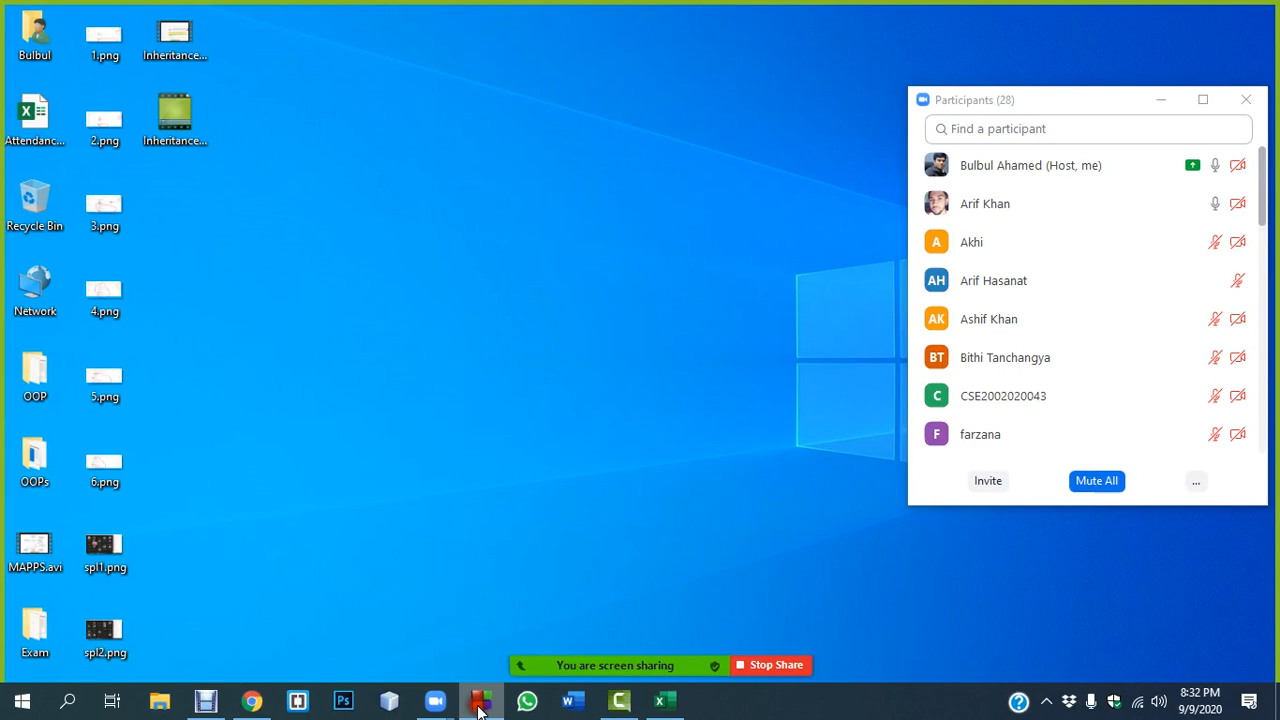 Bulbul
1.png
Inheritance...
Attendanc...
2.png
Inheritance...
Recycle Bin
3.png
Network
4.png
OOP
5.png
OOPs
6.png
MAPPS.avi
spl1.png
Exam
spl2.png
Participants (28)
Find a participant
Bulbul Ahamed (Host, me)
Arif Khan
A Akhi
AH Arif Hasanat
AK Ashif Khan
BT Bithi Tanchangya
C CSE2002020043
F farzana
Invite Mute All ...
You are screen sharing Stop Share
Ps
8:32 PM
9/9/2020